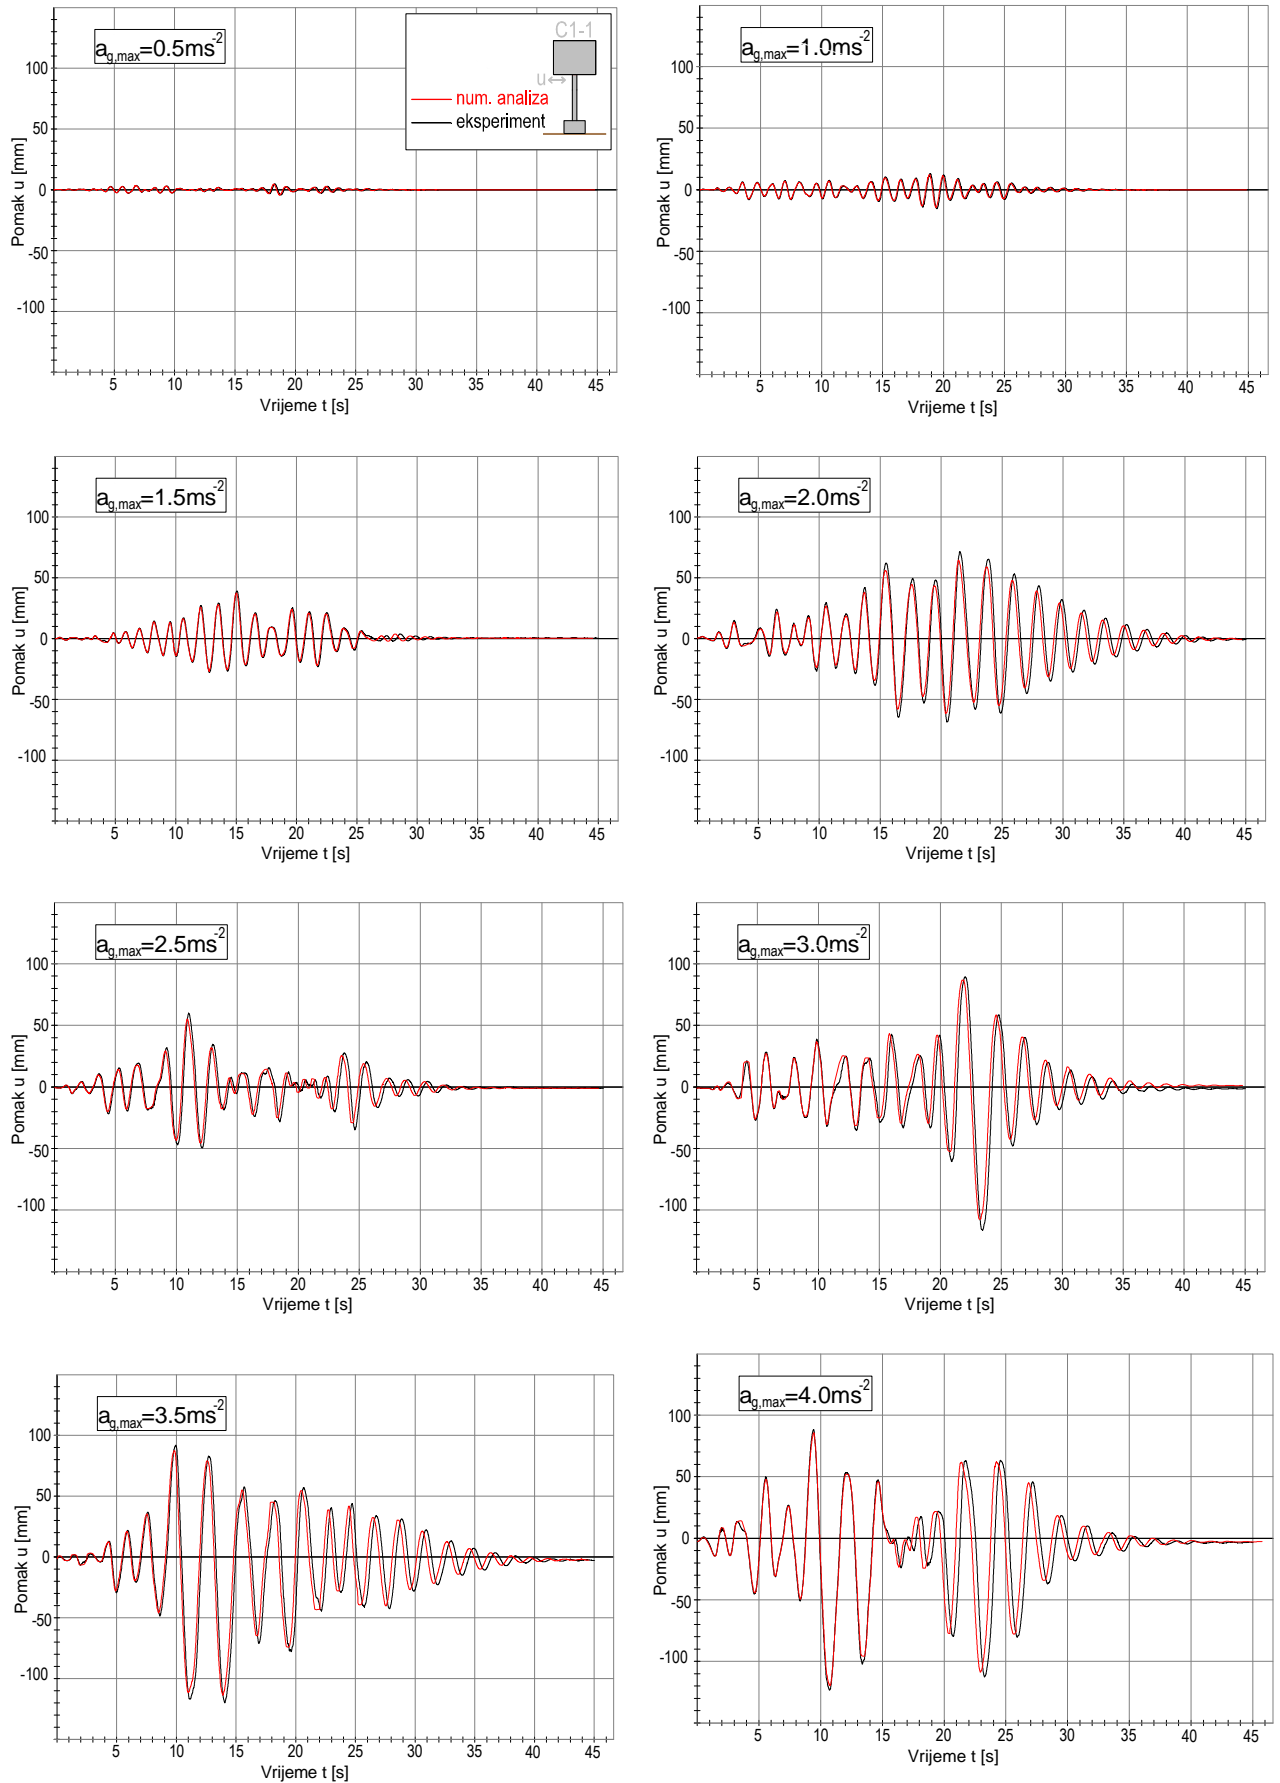 a_g,max=0.5ms^-2
C1-1
u
num. analiza
eksperiment
100
50
0
-50
-100
Pomak u [mm]
5 10 15 20 25 30 35 40 45
Vrijeme t [s]
a_g,max=1.0ms^-2
100
50
0
-50
-100
Pomak u [mm]
5 10 15 20 25 30 35 40 45
Vrijeme t [s]
a_g,max=1.5ms^-2
100
50
0
-50
-100
Pomak u [mm]
5 10 15 20 25 30 35 40 45
Vrijeme t [s]
a_g,max=2.0ms^-2
100
50
0
-50
-100
Pomak u [mm]
5 10 15 20 25 30 35 40 45
Vrijeme t [s]
a_g,max=2.5ms^-2
100
50
0
-50
-100
Pomak u [mm]
5 10 15 20 25 30 35 40 45
Vrijeme t [s]
a_g,max=3.0ms^-2
100
50
0
-50
-100
Pomak u [mm]
5 10 15 20 25 30 35 40 45
Vrijeme t [s]
a_g,max=3.5ms^-2
100
50
0
-50
-100
Pomak u [mm]
5 10 15 20 25 30 35 40 45
Vrijeme t [s]
a_g,max=4.0ms^-2
100
50
0
-50
-100
Pomak u [mm]
5 10 15 20 25 30 35 40 45
Vrijeme t [s]